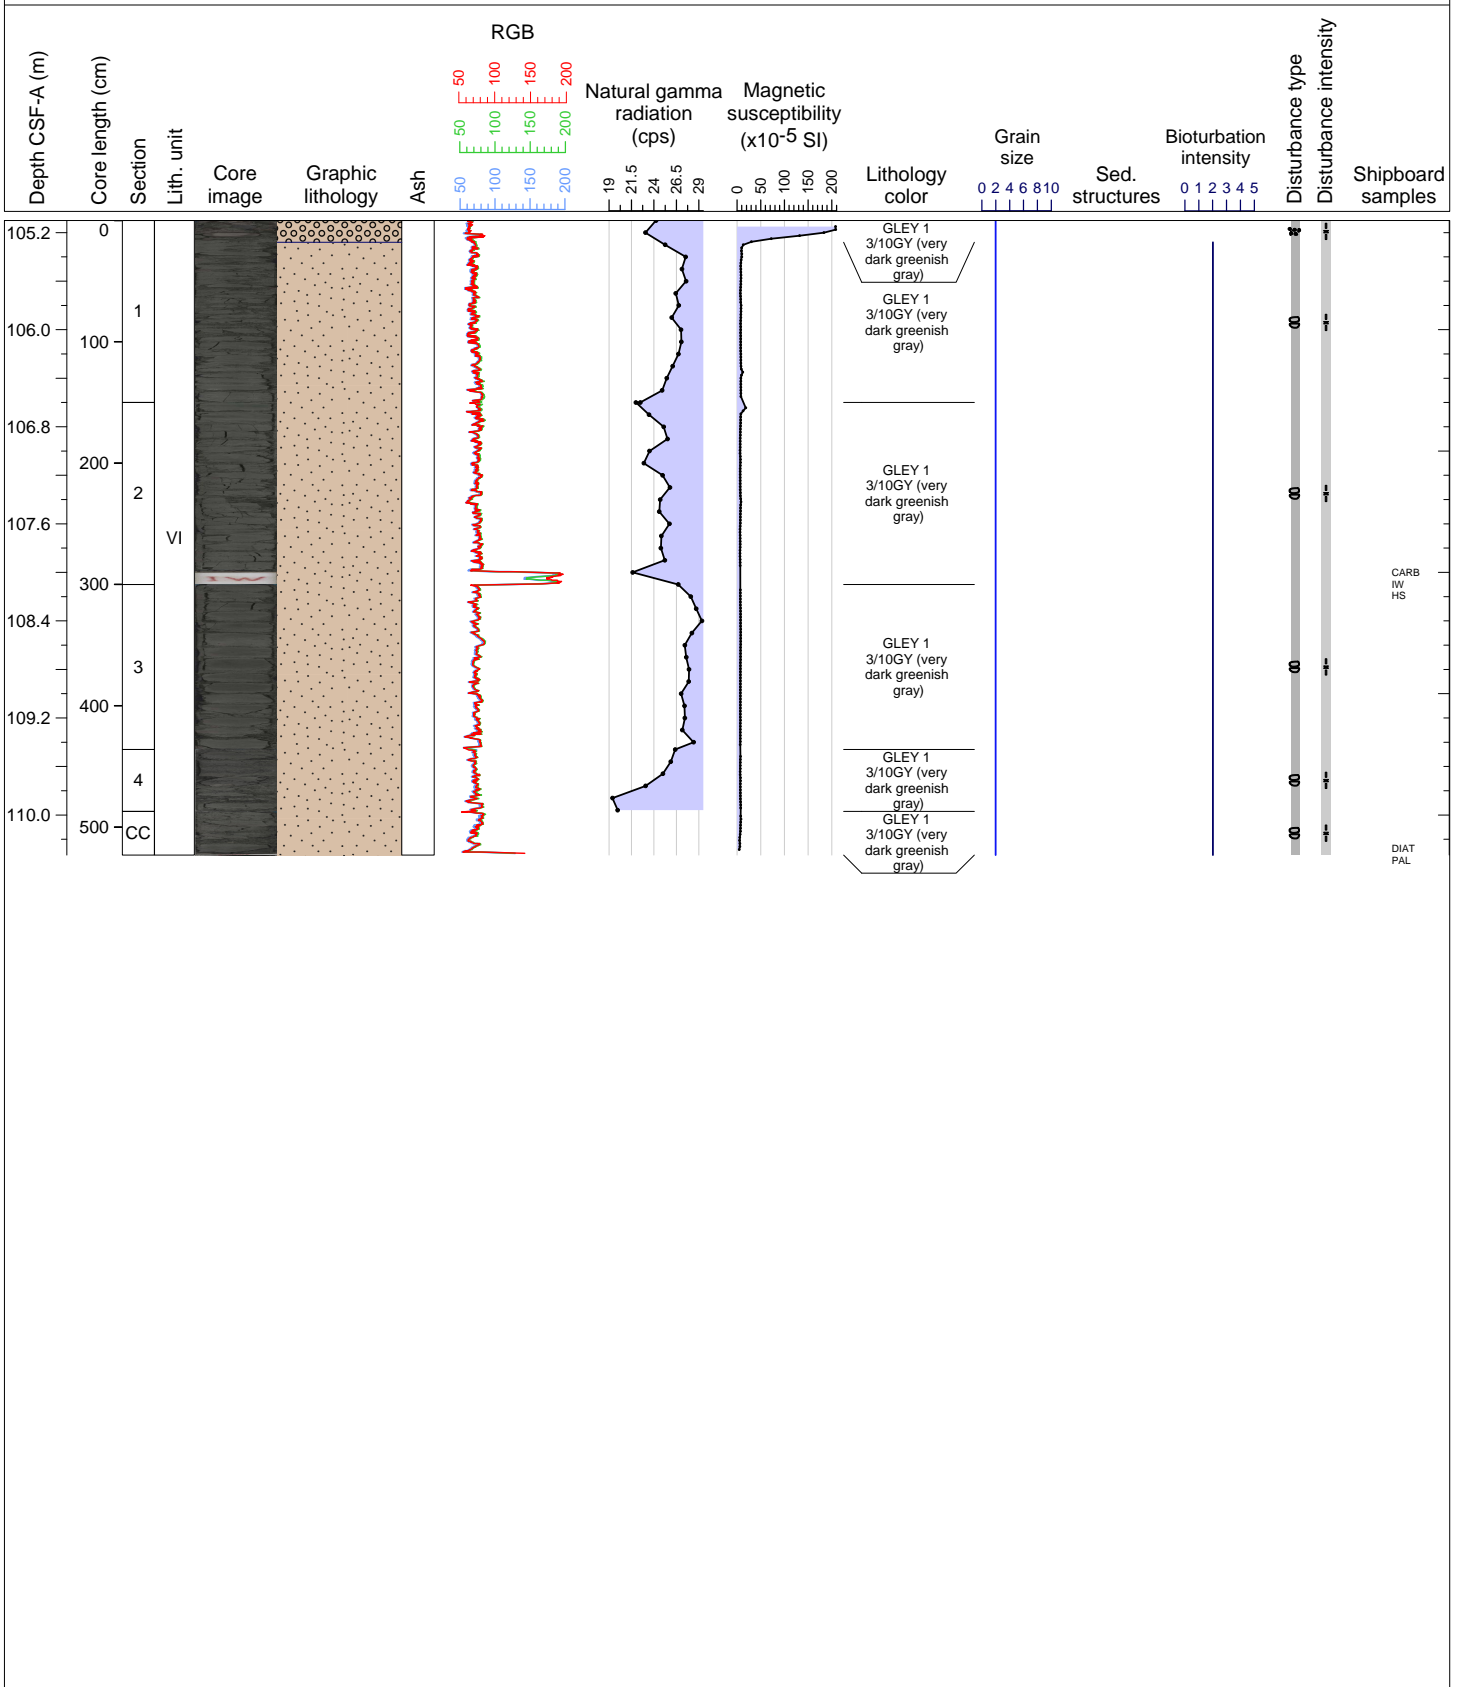 RGB
Depth CSF-A (m)
Core length (cm)
Section
Lith. unit
Core
image
Graphic
lithology
Ash
50 100 150 200
50 100 150 200
50 100 150 200
Natural gamma
radiation
(cps)
19 21.5 24 26.5 29
Magnetic
susceptibility
(x10-5 SI)
0 50 100 150 200
Lithology
color
Grain
size
0 2 4 6 8 10
Sed.
structures
Bioturbation
intensity
0 1 2 3 4 5
Disturbance type
Disturbance intensity
Shipboard
samples
105.2
106.0
106.8
107.6
108.4
109.2
110.0
0
100
200
300
400
500
1
2
3
4
CC
VI
GLEY 1
3/10GY (very
dark greenish
gray)
GLEY 1
3/10GY (very
dark greenish
gray)
GLEY 1
3/10GY (very
dark greenish
gray)
GLEY 1
3/10GY (very
dark greenish
gray)
GLEY 1
3/10GY (very
dark greenish
gray)
GLEY 1
3/10GY (very
dark greenish
gray)
CARB
IW
HS
DIAT
PAL